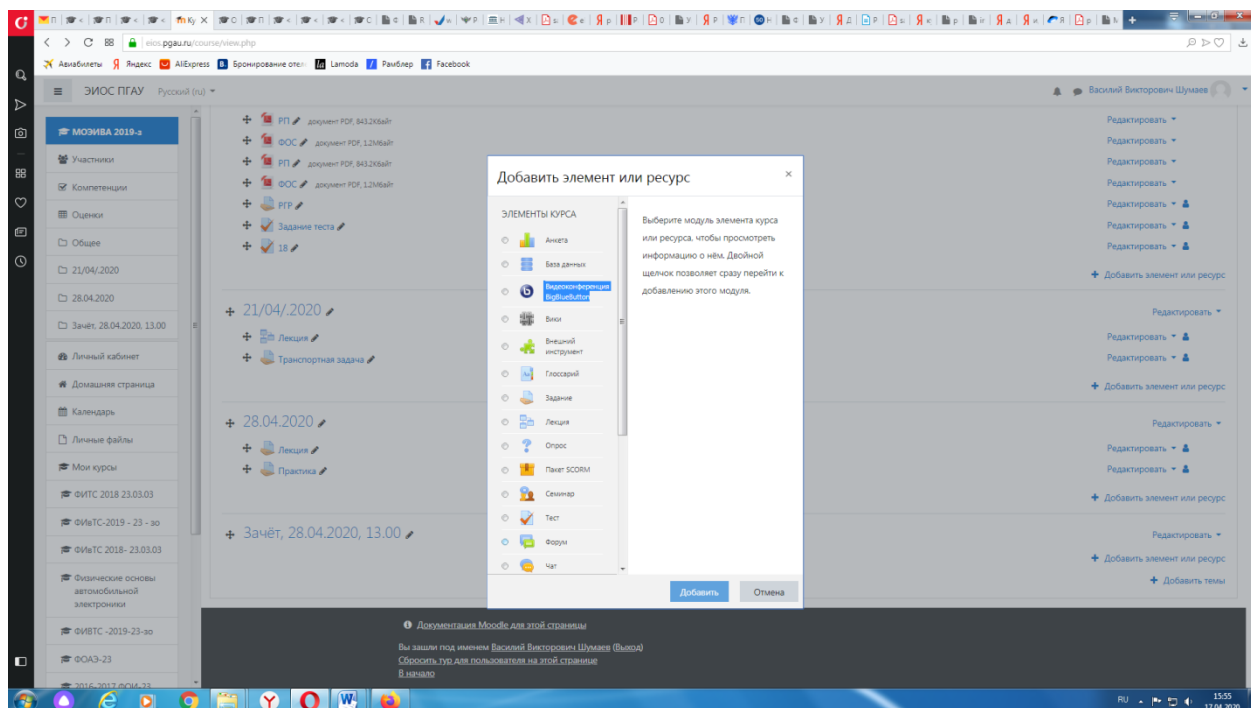 eios.pgau.ru/course/view.php
Авиабилеты Яндекс AliExpress Бронирование отел Lamoda Рамблер Facebook
ЭИОС ПГАУ Русский (ru)
Василий Викторович Шумаев
МОЭИВА 2019-з
Участники
Компетенции
Оценки
Общее
21/04/.2020
28.04.2020
Зачёт, 28.04.2020, 13.00
Личный кабинет
Домашняя страница
Календарь
Личные файлы
Мои курсы
ФИТС 2018 23.03.03
ФИвТС-2019 - 23 - зо
ФИвТС 2018- 23.03.03
Физические основы
автомобильной
электроники
ФИВТС -2019-23-зо
ФОАЭ-23
2016-2017 ФОИ-23
РП документ PDF, 843.2Кбайт
Редактировать
ФОС документ PDF, 1.2Мбайт
Редактировать
РП документ PDF, 843.2Кбайт
Редактировать
ФОС документ PDF, 1.2Мбайт
Редактировать
РГР
Редактировать
Задание теста
Редактировать
18
Редактировать
Добавить элемент или ресурс
21/04/.2020
Редактировать
Лекция
Редактировать
Транспортная задача
Редактировать
Добавить элемент или ресурс
28.04.2020
Редактировать
Лекция
Редактировать
Практика
Редактировать
Добавить элемент или ресурс
Зачёт, 28.04.2020, 13.00
Редактировать
Добавить элемент или ресурс
Добавить темы
Добавить элемент или ресурс
ЭЛЕМЕНТЫ КУРСА
Анкета
База данных
Видеоконференция
BigBlueButton
Вики
Внешний
инструмент
Глоссарий
Задание
Лекция
Опрос
Пакет SCORM
Семинар
Тест
Форум
Чат
Выберите модуль элемента курса
или ресурса, чтобы просмотреть
информацию о нём. Двойной
щелчок позволяет сразу перейти к
добавлению этого модуля.
Добавить Отмена
Документация Moodle для этой страницы
Вы зашли под именем Василий Викторович Шумаев (Выход)
Сбросить тур для пользователя на этой странице
В начало
RU
15:55
17.04.2020